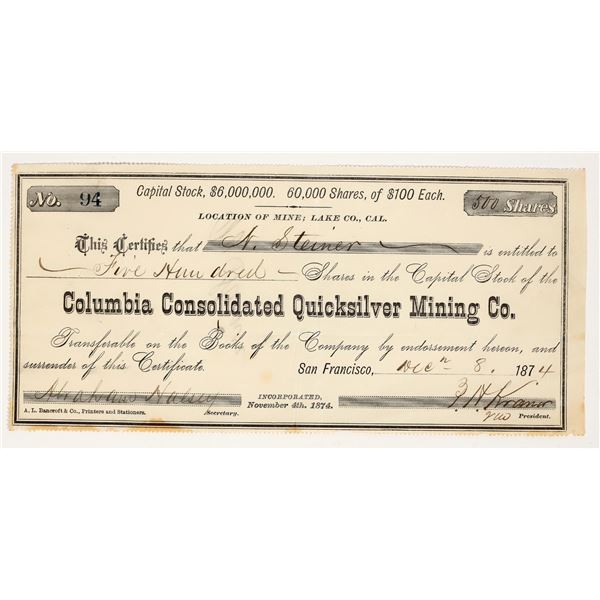 No. 94
Capital Stock, $6,000,000. 60,000 Shares, of $100 Each.
500 Shares
LOCATION OF MINE; LAKE CO., CAL.
This Certifies that A. Steiner is entitled to
Five Hundred Shares in the Capital Stock of the
Columbia Consolidated Quicksilver Mining Co.
Transferable on the Books of the Company by endorsement hereon, and
surrender of this Certificate.
San Francisco, Decr 8. 1874
Abraham Halsey
Secretary.
INCORPORATED,
November 4th. 1874.
Vice President.
A. L. Bancroft & Co., Printers and Stationers.